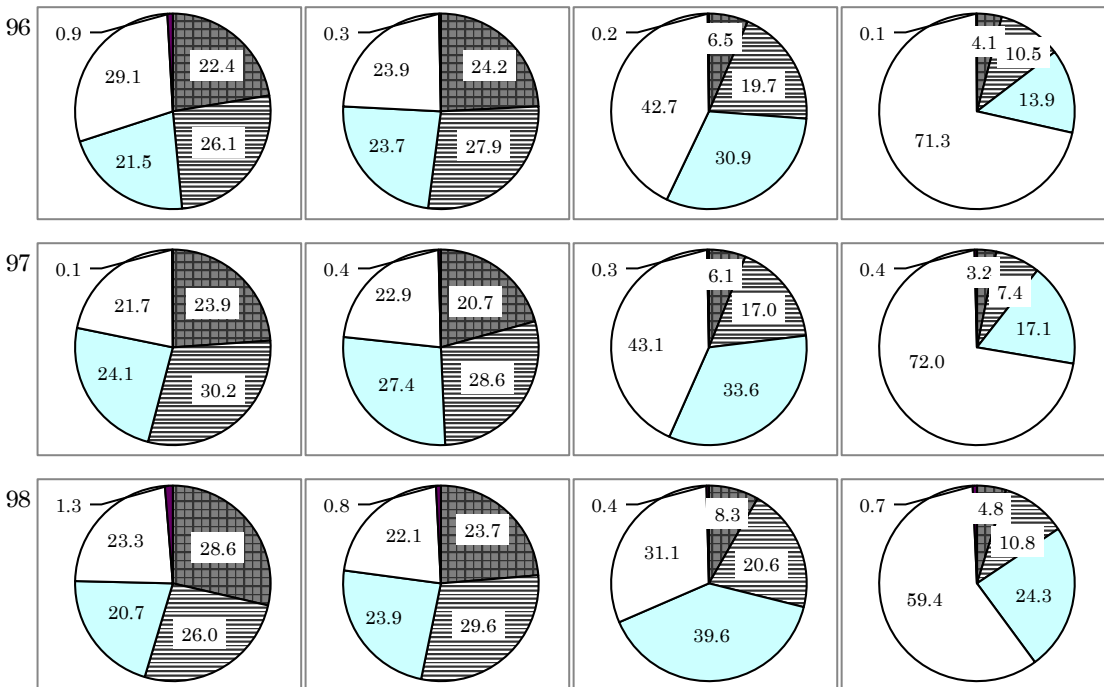 96
0.9 22.4 26.1 21.5 29.1
0.3 24.2 27.9 23.7 23.9
0.2 6.5 19.7 30.9 42.7
0.1 4.1 10.5 13.9 71.3
97
0.1 23.9 30.2 24.1 21.7
0.4 20.7 28.6 27.4 22.9
0.3 6.1 17.0 33.6 43.1
0.4 3.2 7.4 17.1 72.0
98
1.3 28.6 26.0 20.7 23.3
0.8 23.7 29.6 23.9 22.1
0.4 8.3 20.6 39.6 31.1
0.7 4.8 10.8 24.3 59.4